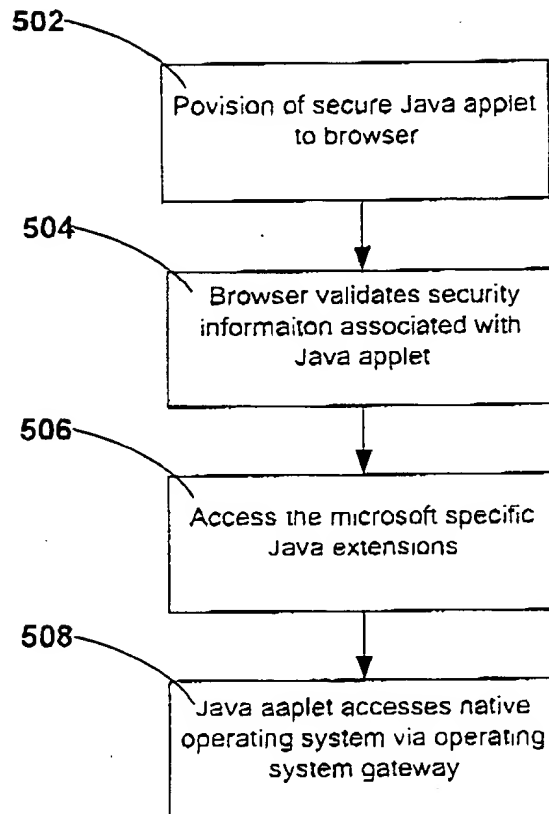 502
Povision of secure Java applet
to browser
504
Browser validates security
informaiton associated with
Java applet
506
Access the microsoft specific
Java extensions
508
Java aaplet accesses native
operating system via operating
system gateway